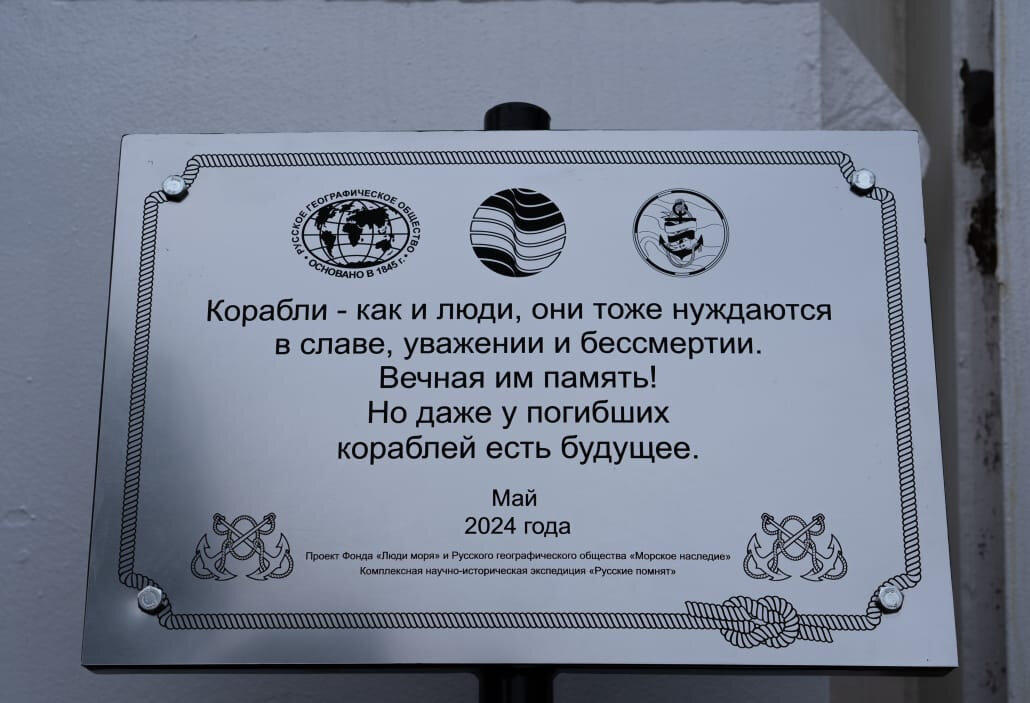 РУССКОЕ ГЕОГРАФИЧЕСКОЕ ОБЩЕСТВО
• ОСНОВАНО В 1845 г. •
Корабли - как и люди, они тоже нуждаются
в славе, уважении и бессмертии.
Вечная им память!
Но даже у погибших
кораблей есть будущее.
Май
2024 года
Проект Фонда «Люди моря» и Русского географического общества «Морское наследие»
Комплексная научно-историческая экспедиция «Русские помнят»